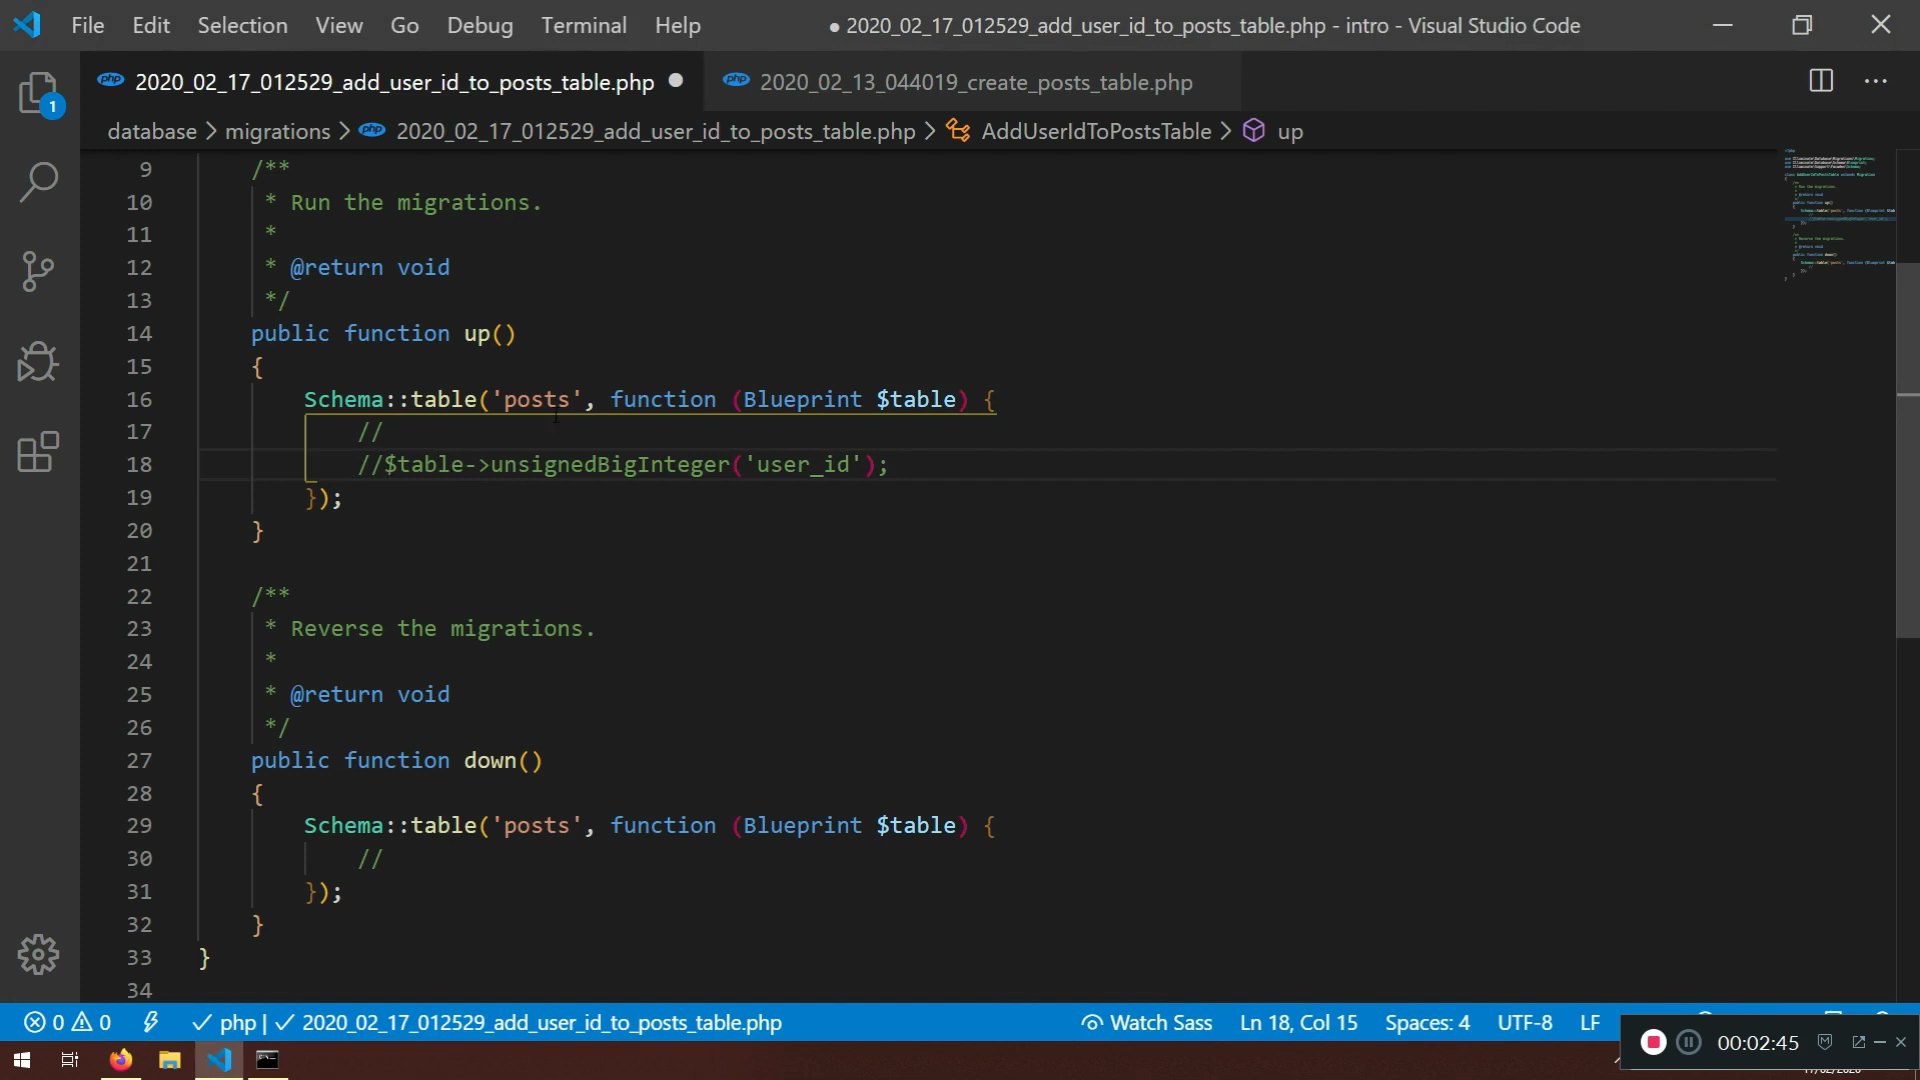 File Edit Selection View Go Debug Terminal Help ● 2020_02_17_012529_add_user_id_to_posts_table.php - intro - Visual Studio Code
php 2020_02_17_012529_add_user_id_to_posts_table.php ● php 2020_02_13_044019_create_posts_table.php
1
database > migrations > php 2020_02_17_012529_add_user_id_to_posts_table.php > AddUserIdToPostsTable > up
9 /**
10 * Run the migrations.
11 *
12 * @return void
13 */
14 public function up()
15 {
16 Schema::table('posts', function (Blueprint $table) {
17 //
18 //$table->unsignedBigInteger('user_id');
19 });
20 }
21
22 /**
23 * Reverse the migrations.
24 *
25 * @return void
26 */
27 public function down()
28 {
29 Schema::table('posts', function (Blueprint $table) {
30 //
31 });
32 }
33 }
34
0 0 php | 2020_02_17_012529_add_user_id_to_posts_table.php Watch Sass Ln 18, Col 15 Spaces: 4 UTF-8 LF
00:02:45